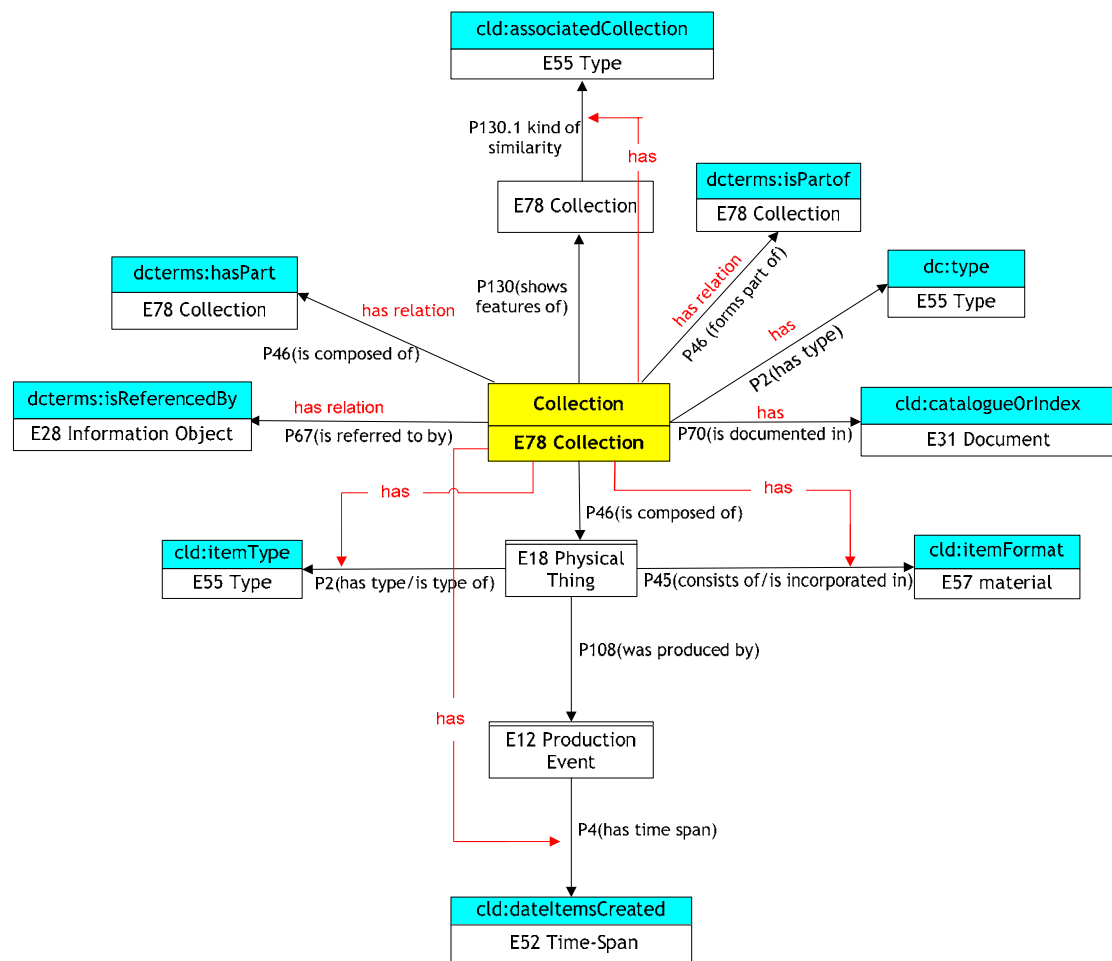 cld:associatedCollection
E55 Type
P130.1 kind of
similarity
has
E78 Collection
dcterms:isPartof
E78 Collection
dcterms:hasPart
E78 Collection
has relation
P46(is composed of)
P130(shows
features of)
has relation
P46 (forms part of)
dc:type
E55 Type
has
P2(has type)
dcterms:isReferencedBy
E28 Information Object
has relation
P67(is referred to by)
Collection
E78 Collection
has
P70(is documented in)
cld:catalogueOrIndex
E31 Document
has
has
P46(is composed of)
cld:itemType
E55 Type
P2(has type/is type of)
E18 Physical
Thing
P45(consists of/is incorporated in)
cld:itemFormat
E57 material
P108(was produced by)
has
E12 Production
Event
P4(has time span)
cld:dateItemsCreated
E52 Time-Span